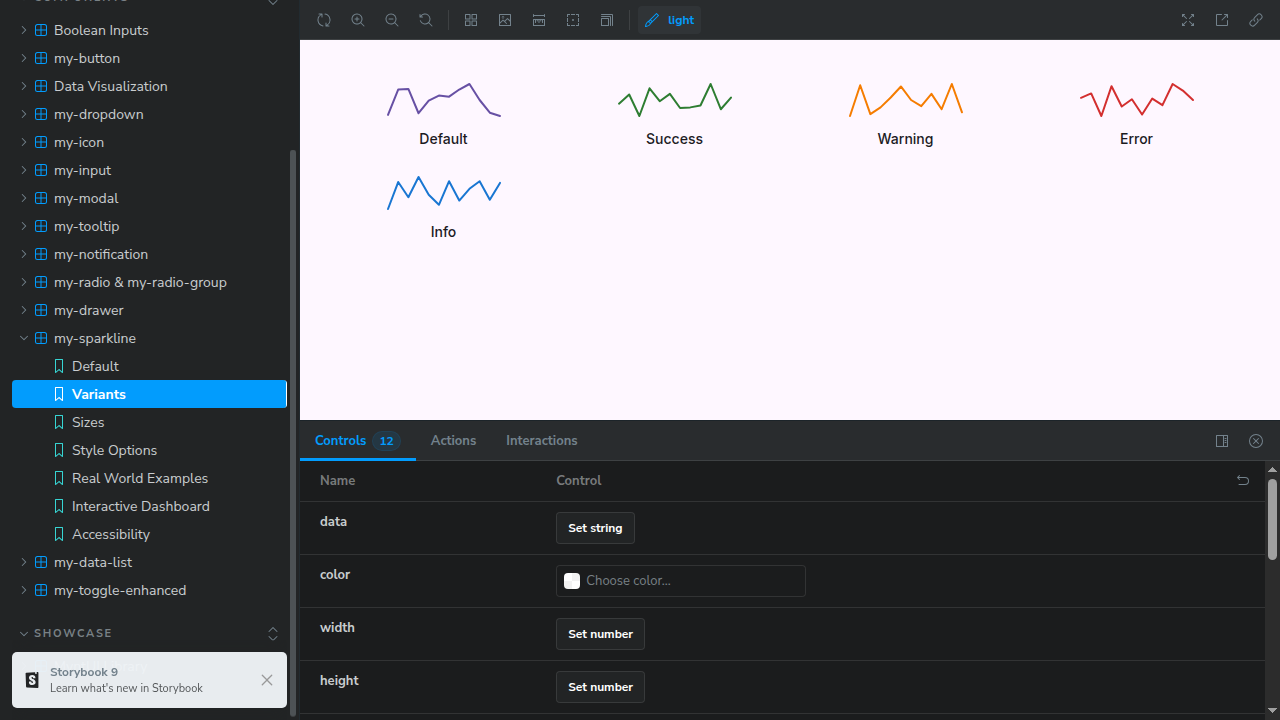 Boolean Inputs
my-button
Data Visualization
my-dropdown
my-icon
my-input
my-modal
my-tooltip
my-notification
my-radio & my-radio-group
my-drawer
my-sparkline
Default
Variants
Sizes
Style Options
Real World Examples
Interactive Dashboard
Accessibility
my-data-list
my-toggle-enhanced
SHOWCASE
Storybook 9
Learn what's new in Storybook
light
Default
Success
Warning
Error
Info
Controls 12
Actions
Interactions
Name
Control
data
Set string
color
Choose color...
width
Set number
height
Set number